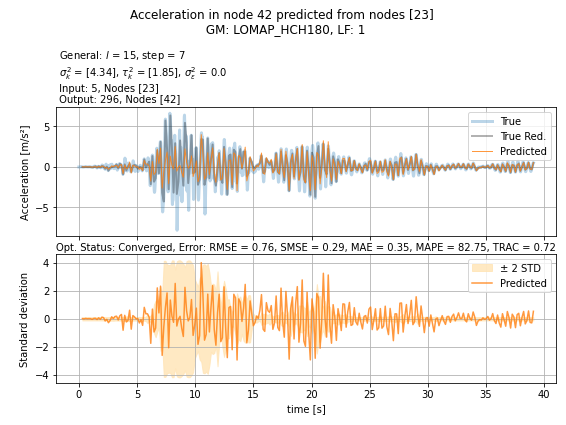 Acceleration in node 42 predicted from nodes [23]
GM: LOMAP_HCH180, LF: 1
General: l = 15, step = 7
σ²ₖ = [4.34], τ²ₖ = [1.85], σ²ₑ = 0.0
Input: 5, Nodes [23]
Output: 296, Nodes [42]
Acceleration [m/s²]
5
0
−5
True
True Red.
Predicted
Opt. Status: Converged, Error: RMSE = 0.76, SMSE = 0.29, MAE = 0.35, MAPE = 82.75, TRAC = 0.72
Standard deviation
4
2
0
−2
−4
± 2 STD
Predicted
0 5 10 15 20 25 30 35 40
time [s]